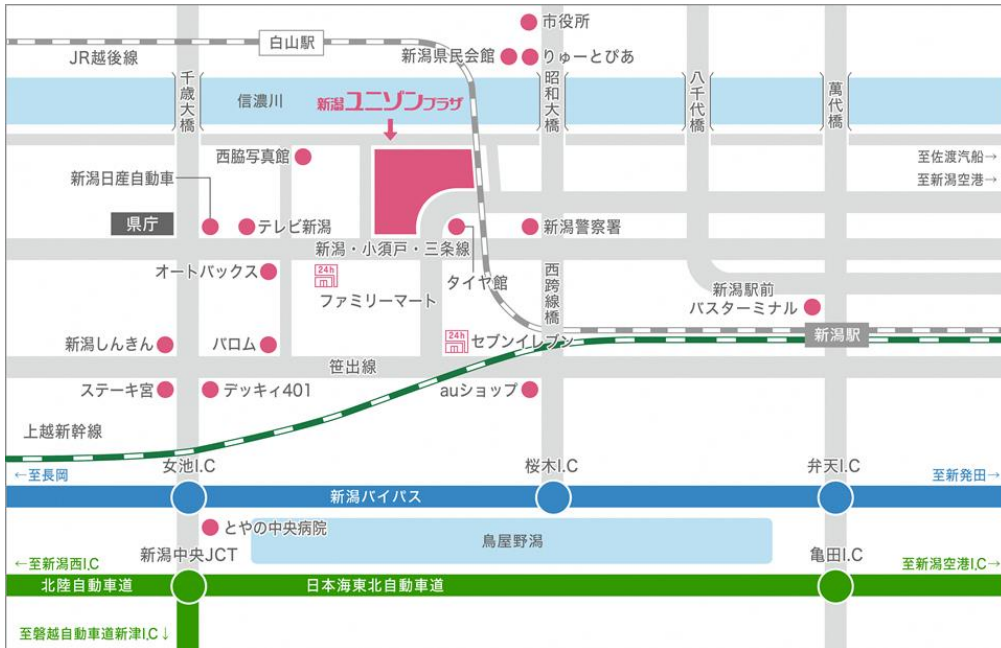 市役所
白山駅
JR越後線
新潟県民会館
りゅーとぴあ
千歳大橋
昭和大橋
八千代橋
萬代橋
信濃川
新潟ユニゾンプラザ
西脇写真館
至佐渡汽船→
新潟日産自動車
至新潟空港→
県庁
テレビ新潟
新潟警察署
新潟・小須戸・三条線
オートバックス
24h
タイヤ館
西跨線橋
ファミリーマート
新潟駅前
バスターミナル
新潟しんきん
バロム
24h
セブンイレブン
新潟駅
笹出線
ステーキ宮
デッキィ401
auショップ
上越新幹線
女池I.C
桜木I.C
弁天I.C
←至長岡
至新発田→
新潟バイパス
とやの中央病院
鳥屋野潟
新潟中央JCT
亀田I.C
←至新潟西I.C
至新潟空港I.C→
北陸自動車道
日本海東北自動車道
至磐越自動車道新津I.C↓